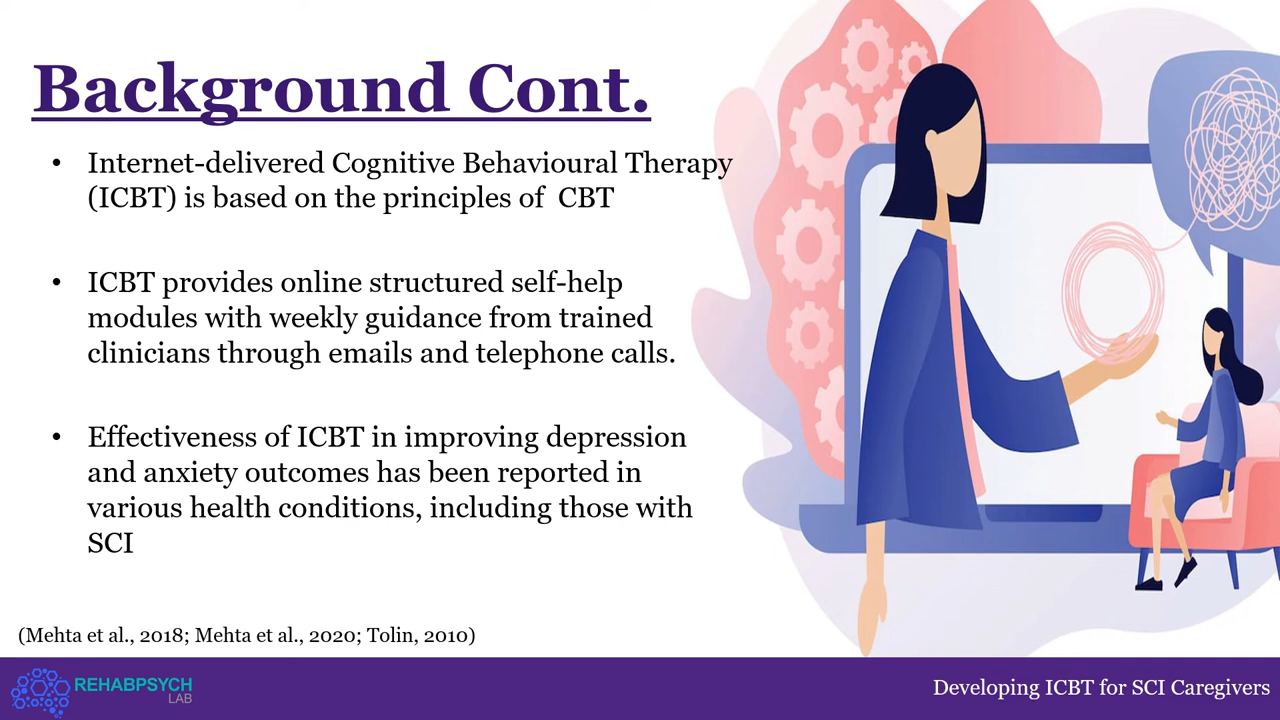 Background Cont.
• Internet-delivered Cognitive Behavioural Therapy
(ICBT) is based on the principles of  CBT
• ICBT provides online structured self-help
modules with weekly guidance from trained
clinicians through emails and telephone calls.
• Effectiveness of ICBT in improving depression
and anxiety outcomes has been reported in
various health conditions, including those with
SCI
(Mehta et al., 2018; Mehta et al., 2020; Tolin, 2010)
REHABPSYCH
LAB
Developing ICBT for SCI Caregivers